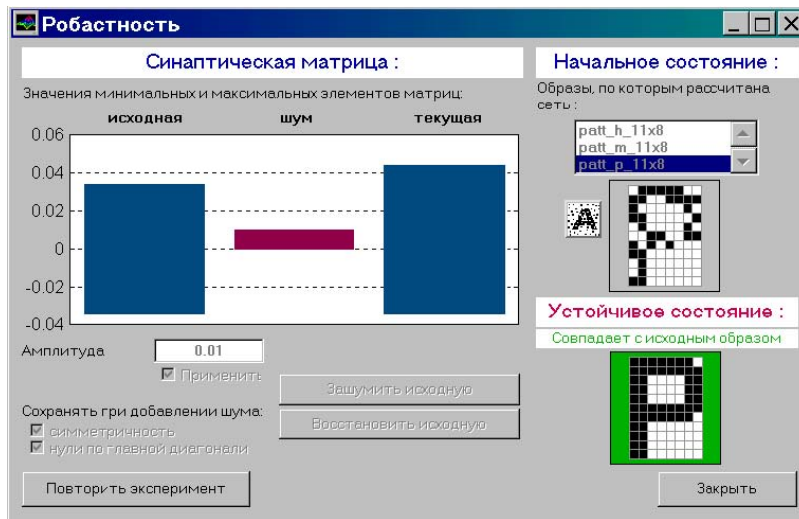 Робастность
Синаптическая матрица :
Значения минимальных и максимальных элементов матриц:
исходная шум текущая
0.06
0.04
0.02
0
-0.02
-0.04
Амплитуда 0.01
Применить
Сохранять при добавлении шума:
симметричность
нули по главной диагонали
Зашумить исходную
Восстановить исходную
Повторить эксперимент
Начальное состояние :
Образы, по которым рассчитана
сеть :
patt_h_11x8
patt_m_11x8
patt_p_11x8
A
Устойчивое состояние :
Совпадает с исходным образом
Закрыть